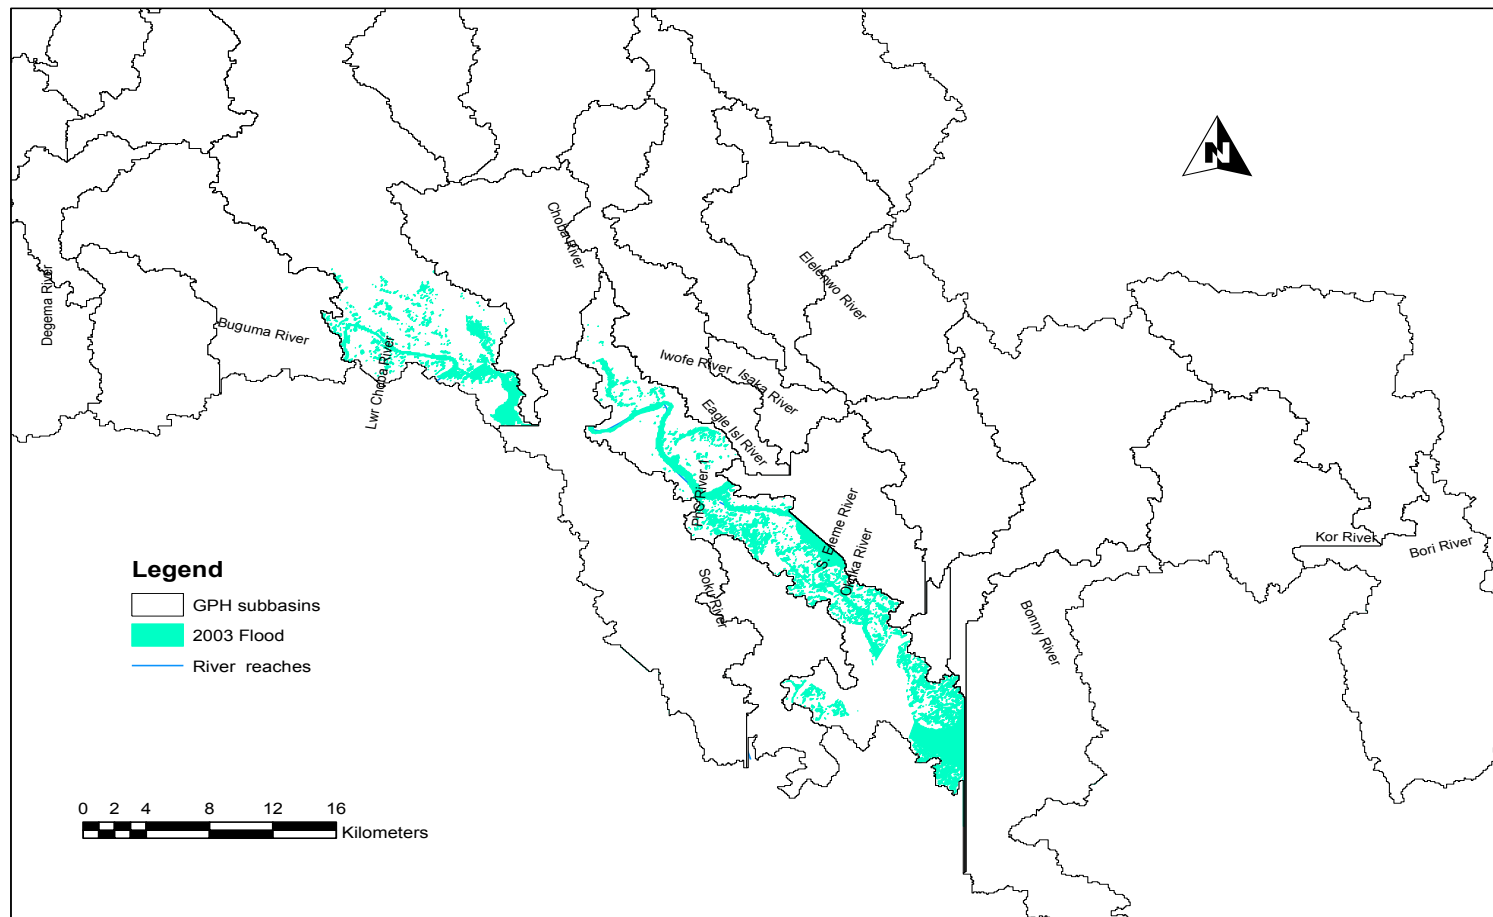 N
Choba River
Elelenwo River
Degema River
Buguma River
Lwr Choba River
Iwofe River
Isaka River
Eagle Isl River
PhC River 1
S. Eleme River
Okrika River
Soku River
Bonny River
Kor River
Bori River
Legend
GPH subbasins
2003 Flood
River reaches
0 2 4 8 12 16
Kilometers